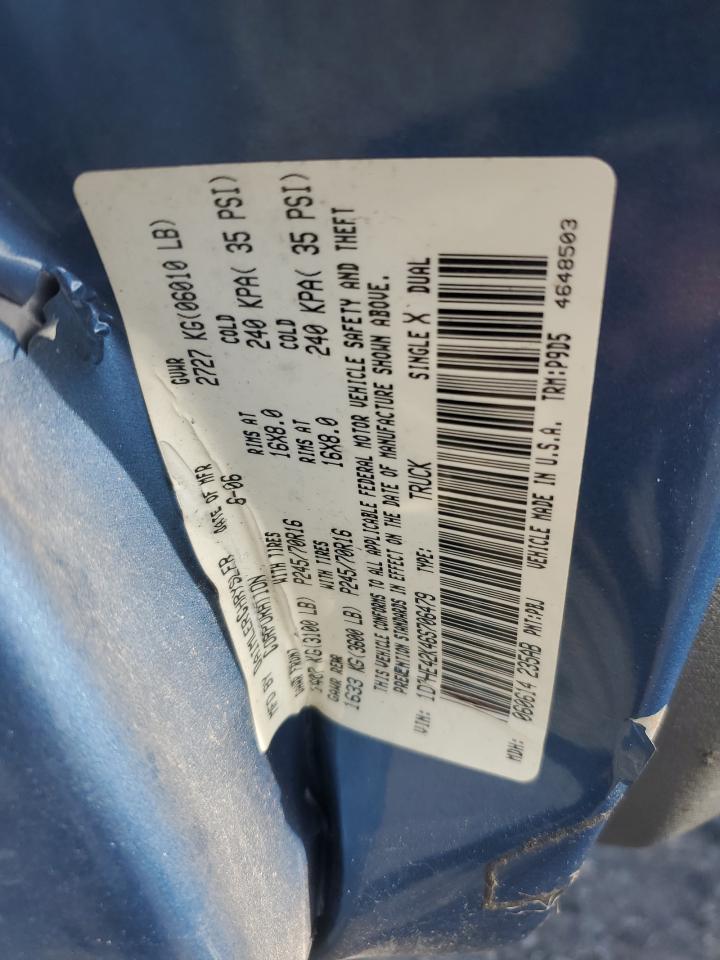 MFD BY DAIMLERCHRYSLER CORPORATION DATE OF MFR 8-06 GVWR 2727 KG(06010 LB)
GAWR FRONT WITH TIRES RIMS AT COLD
KG(3100 LB) P245/70R16 16X8.0 240 KPA( 35 PSI)
GAWR REAR WITH TIRES RIMS AT COLD
1633 KG(3600 LB) P245/70R16 16X8.0 240 KPA( 35 PSI)
THIS VEHICLE CONFORMS TO ALL APPLICABLE FEDERAL MOTOR VEHICLE SAFETY AND THEFT
PREVENTION STANDARDS IN EFFECT ON THE DATE OF MANUFACTURE SHOWN ABOVE.
VIN: 1D7HE42K46S706479 TYPE: TRUCK SINGLE X DUAL
MDH: 060614 235AB PNT:PBJ VEHICLE MADE IN U.S.A. TRM:P9D5 4648503